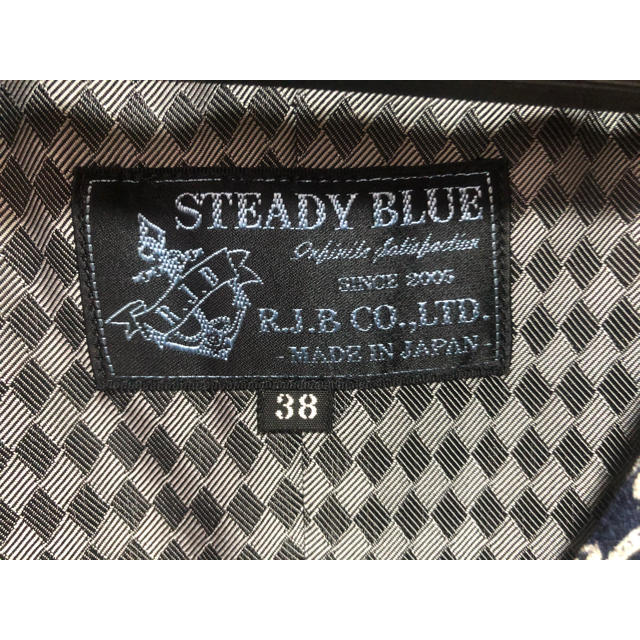 STEADY BLUE
Infinite Satisfaction
SINCE 2005
R.J.B
R.J.B CO.,LTD.
- MADE IN JAPAN -
38